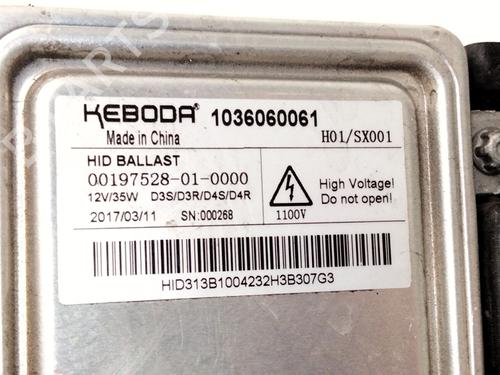 KEBODA 1036060061
Made in China H01/SX001
HID BALLAST
00197528-01-0000
12V/35W D3S/D3R/D4S/D4R
2017/03/11 SN:000268
High Voltage!
Do not open!
1100V
HID313B1004232H3B307G3